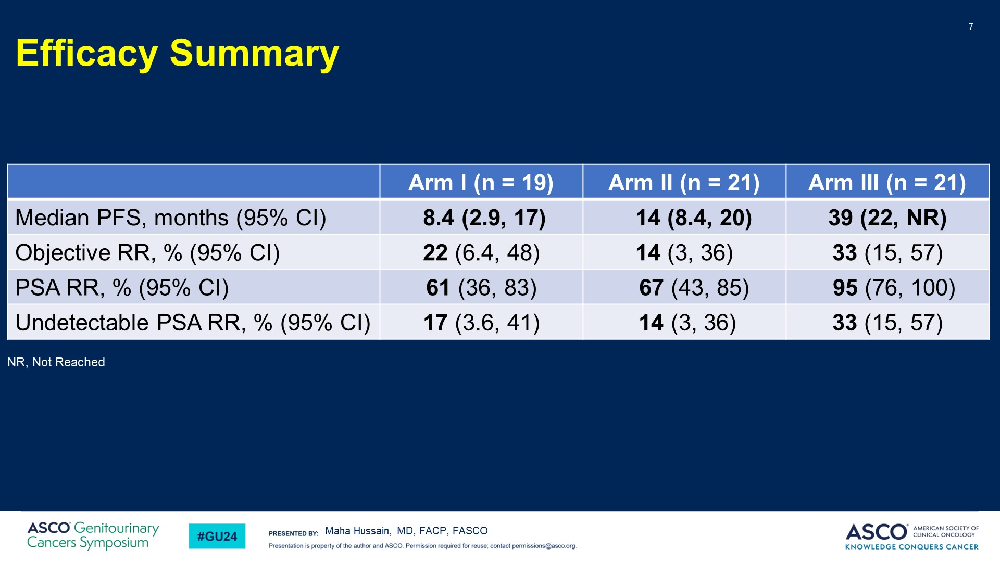 7
Efficacy Summary
Arm I (n = 19) Arm II (n = 21) Arm III (n = 21)
Median PFS, months (95% CI) 8.4 (2.9, 17) 14 (8.4, 20) 39 (22, NR)
Objective RR, % (95% CI) 22 (6.4, 48) 14 (3, 36) 33 (15, 57)
PSA RR, % (95% CI) 61 (36, 83) 67 (43, 85) 95 (76, 100)
Undetectable PSA RR, % (95% CI) 17 (3.6, 41) 14 (3, 36) 33 (15, 57)
NR, Not Reached
ASCO® Genitourinary
Cancers Symposium
#GU24
PRESENTED BY: Maha Hussain, MD, FACP, FASCO
Presentation is property of the author and ASCO. Permission required for reuse; contact permissions@asco.org.
ASCO® AMERICAN SOCIETY OF
CLINICAL ONCOLOGY
KNOWLEDGE CONQUERS CANCER